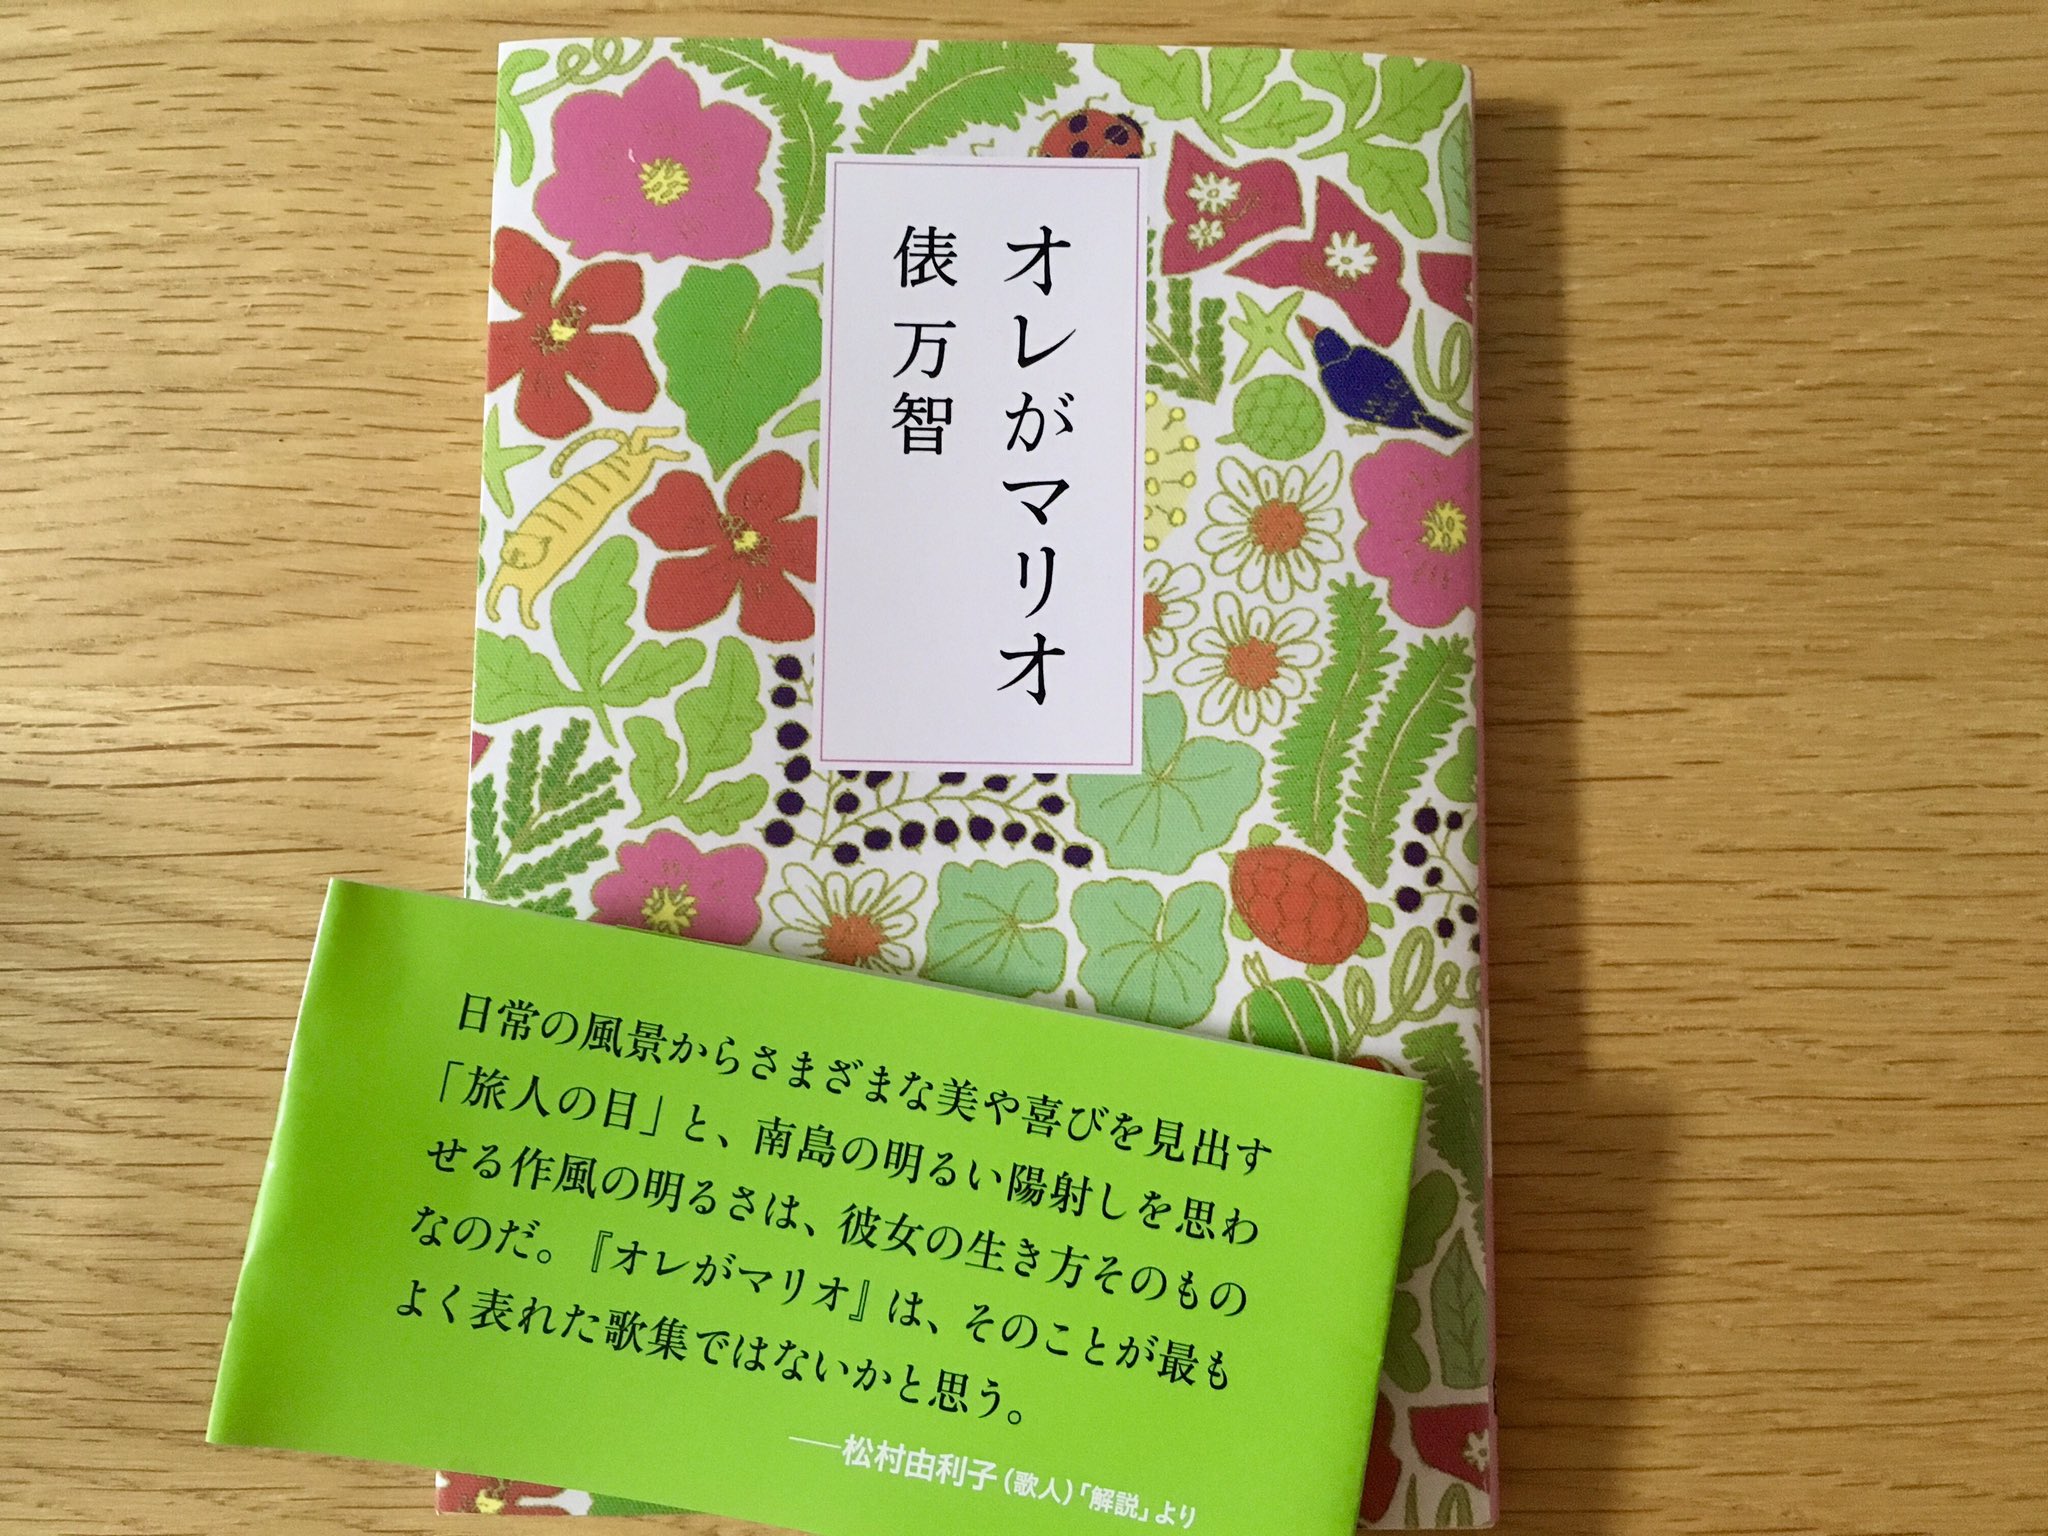 オレがマリオ
俵 万智
日常の風景からさまざまな美や喜びを見出す
「旅人の目」と、南島の明るい陽射しを思わ
せる作風の明るさは、彼女の生き方そのもの
なのだ。『オレがマリオ』は、そのことが最も
よく表れた歌集ではないかと思う。
──松村由利子(歌人)「解説」より